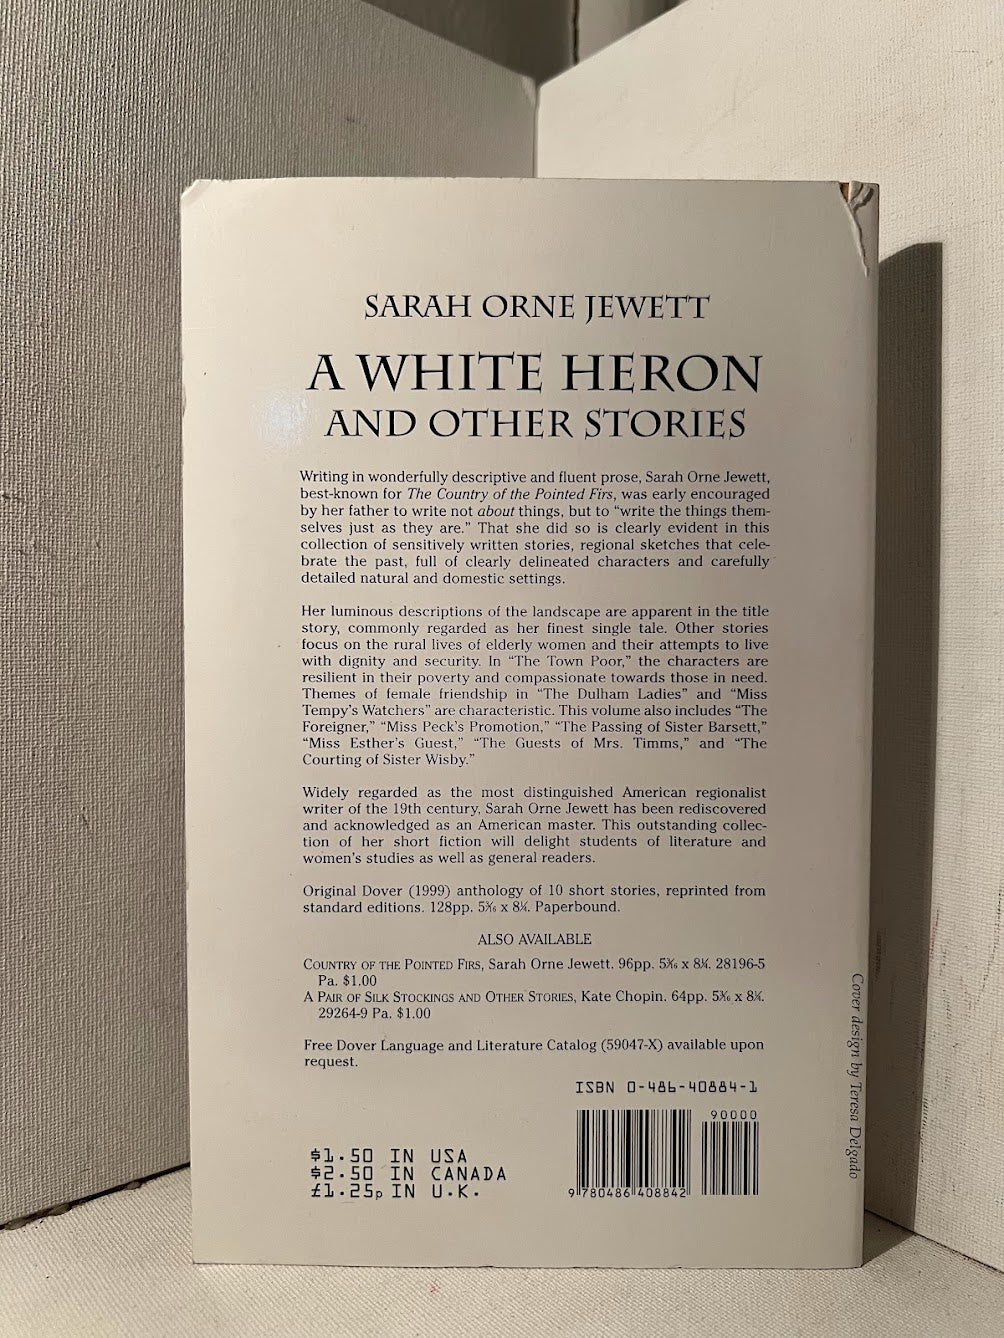 SARAH ORNE JEWETT
A WHITE HERON
AND OTHER STORIES
Writing in wonderfully descriptive and fluent prose, Sarah Orne Jewett,
best-known for The Country of the Pointed Firs, was early encouraged
by her father to write not about things, but to “write the things them-
selves just as they are.” That she did so is clearly evident in this
collection of sensitively written stories, regional sketches that cele-
brate the past, full of clearly delineated characters and carefully
detailed natural and domestic settings.
Her luminous descriptions of the landscape are apparent in the title
story, commonly regarded as her finest single tale. Other stories
focus on the rural lives of elderly women and their attempts to live
with dignity and security. In “The Town Poor,” the characters are
resilient in their poverty and compassionate towards those in need.
Themes of female friendship in “The Dulham Ladies” and “Miss
Tempy’s Watchers” are characteristic. This volume also includes “The
Foreigner,” “Miss Peck’s Promotion,” “The Passing of Sister Barsett,”
“Miss Esther’s Guest,” “The Guests of Mrs. Timms,” and “The
Courting of Sister Wisby.”
Widely regarded as the most distinguished American regionalist
writer of the 19th century, Sarah Orne Jewett has been rediscovered
and acknowledged as an American master. This outstanding collec-
tion of her short fiction will delight students of literature and
women’s studies as well as general readers.
Original Dover (1999) anthology of 10 short stories, reprinted from
standard editions. 128pp. 5³⁄₁₆ x 8¼. Paperbound.
ALSO AVAILABLE
COUNTRY OF THE POINTED FIRS, Sarah Orne Jewett. 96pp. 5³⁄₁₆ x 8¼. 28196-5
Pa. $1.00
A PAIR OF SILK STOCKINGS AND OTHER STORIES, Kate Chopin. 64pp. 5³⁄₁₆ x 8¼.
29264-9 Pa. $1.00
Free Dover Language and Literature Catalog (59047-X) available upon
request.
ISBN 0-486-40884-1
90000
$1.50 IN USA
$2.50 IN CANADA
£1.25p IN U.K.
9 780486 408842
Cover design by Teresa Delgado